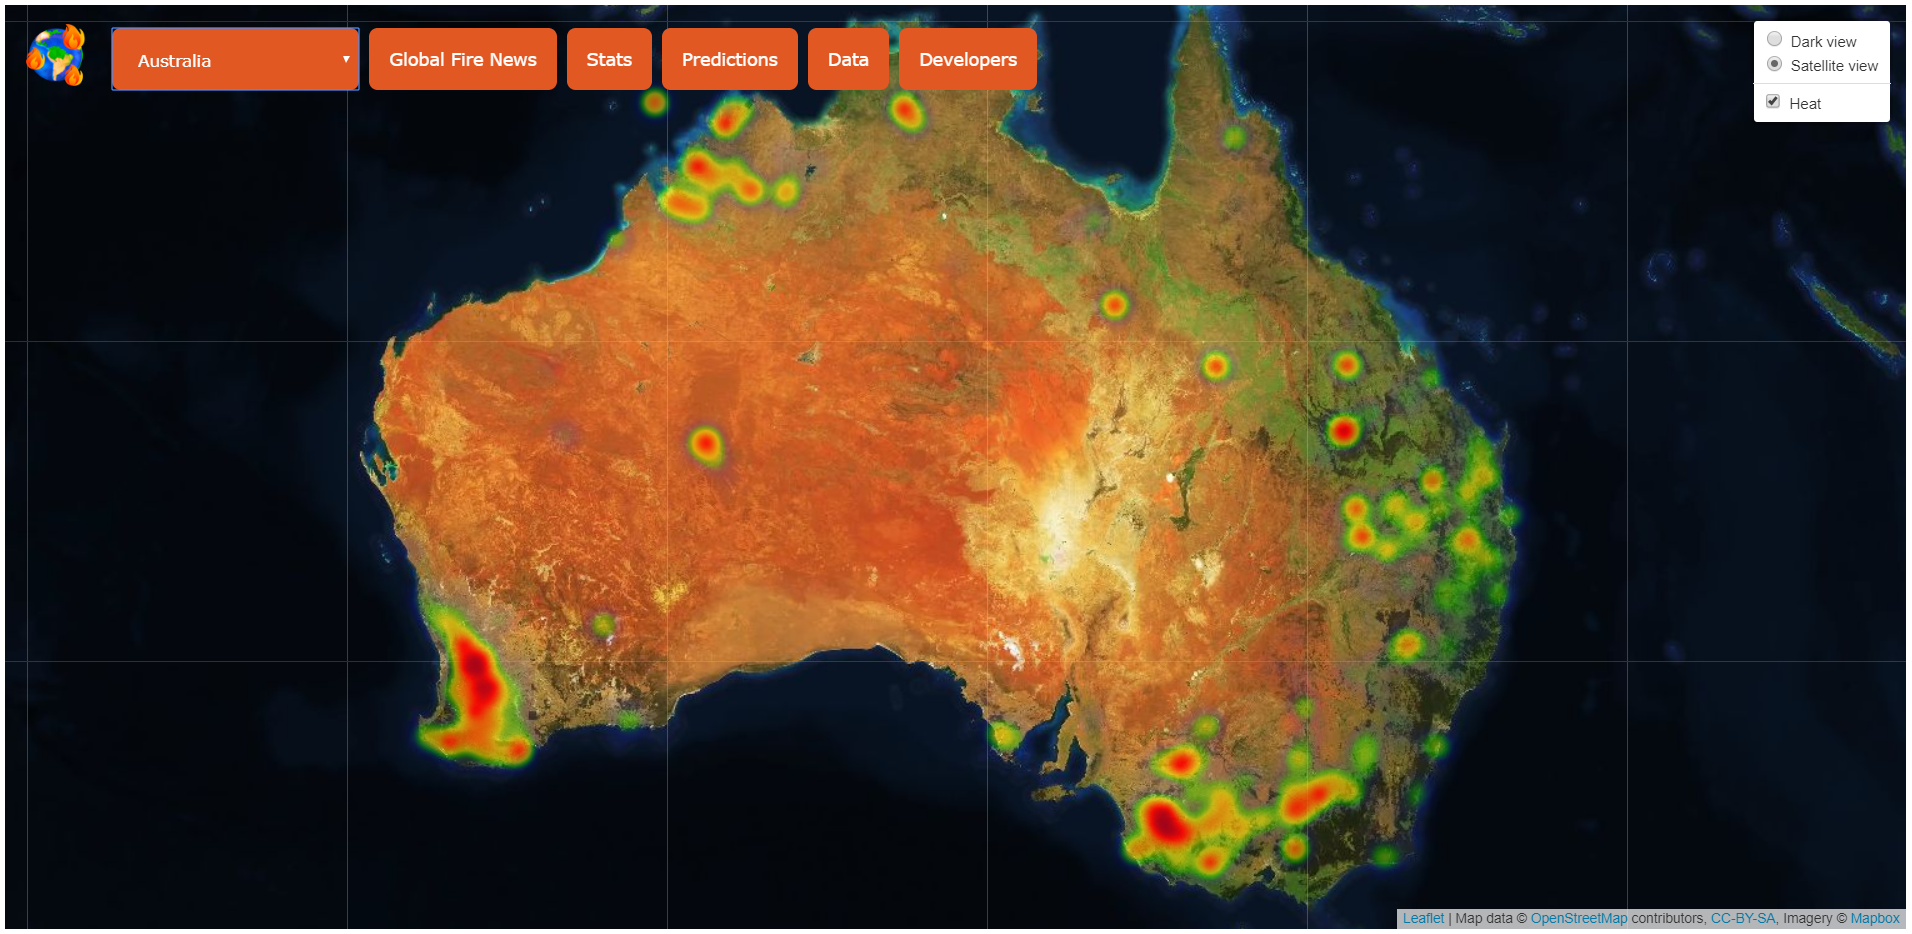 Australia
Global Fire News
Stats
Predictions
Data
Developers
Dark view
Satellite view
Heat
Leaflet | Map data © OpenStreetMap contributors, CC-BY-SA, Imagery © Mapbox